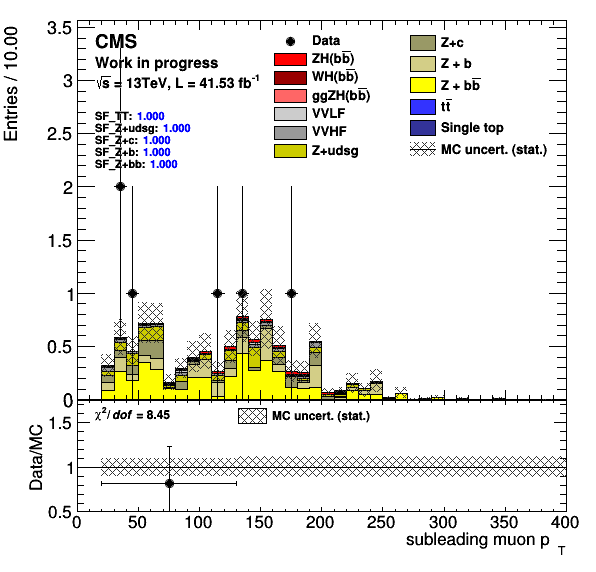 CMS
Work in progress
√s = 13TeV, L = 41.53 fb⁻¹
SF_TT: 1.000
SF_Z+udsg: 1.000
SF_Z+c: 1.000
SF_Z+b: 1.000
SF_Z+bb: 1.000
Data
ZH(bb̅)
WH(bb̅)
ggZH(bb̅)
VVLF
VVHF
Z+udsg
Z+c
Z + b
Z + bb̅
tt̅
Single top
MC uncert. (stat.)
Entries / 10.00
3.5
3
2.5
2
1.5
1
0.5
0
χ²/dof = 8.45
MC uncert. (stat.)
Data/MC
1.5
1
0.5
0 50 100 150 200 250 300 350 400
subleading muon p_T